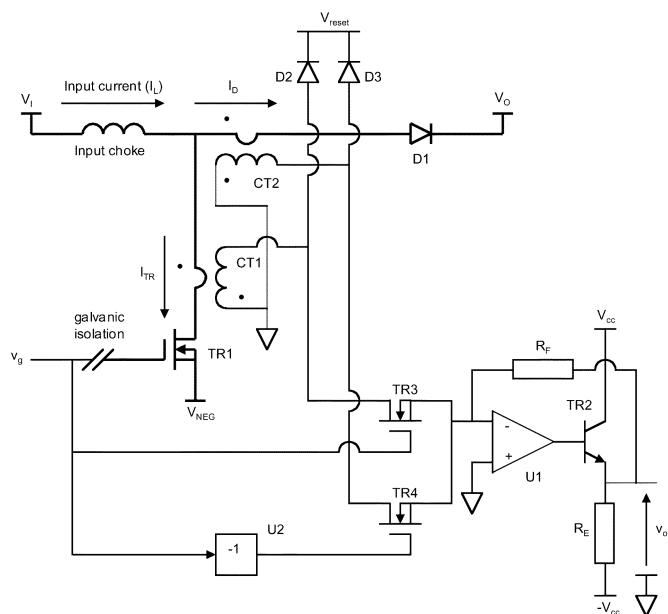 V_reset
D2
D3
Input current (I_L)
I_D
V_I
V_O
Input choke
D1
CT2
I_TR
CT1
galvanic
isolation
v_g
TR1
V_NEG
V_cc
R_F
TR3
TR2
-
+
U1
TR4
U2
-1
R_E
v_o
-V_cc